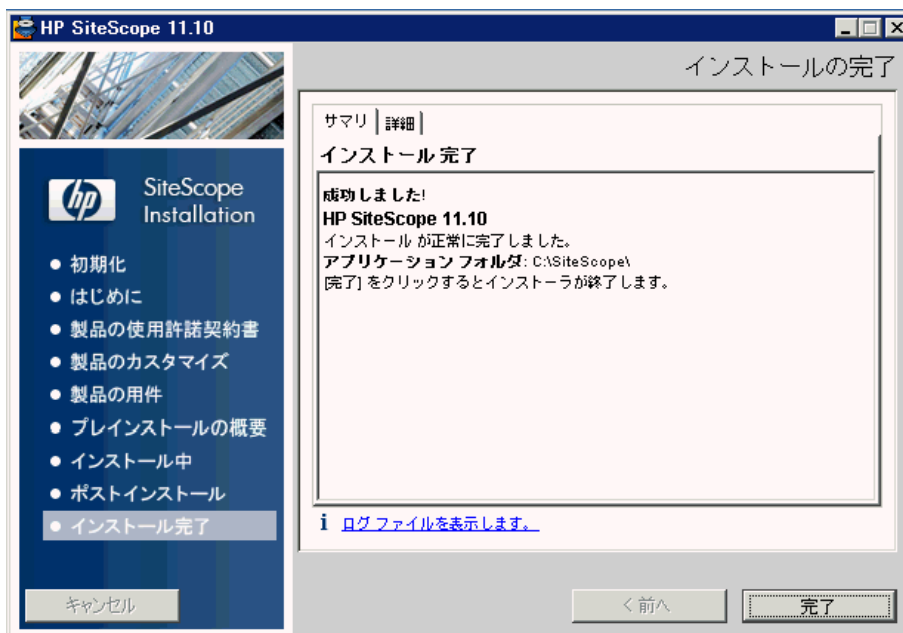 HP SiteScope 11.10
インストールの完了
hp
SiteScope
Installation
初期化
はじめに
製品の使用許諾契約書
製品のカスタマイズ
製品の用件
プレインストールの概要
インストール中
ポストインストール
インストール完了
サマリ 詳細
インストール 完了
成功しました!
HP SiteScope 11.10
インストール が正常に完了しました。
アプリケーション フォルダ: C:\SiteScope\
[完了] をクリックするとインストーラが終了します。
i ログ ファイルを表示します。
キャンセル
< 前へ
完了